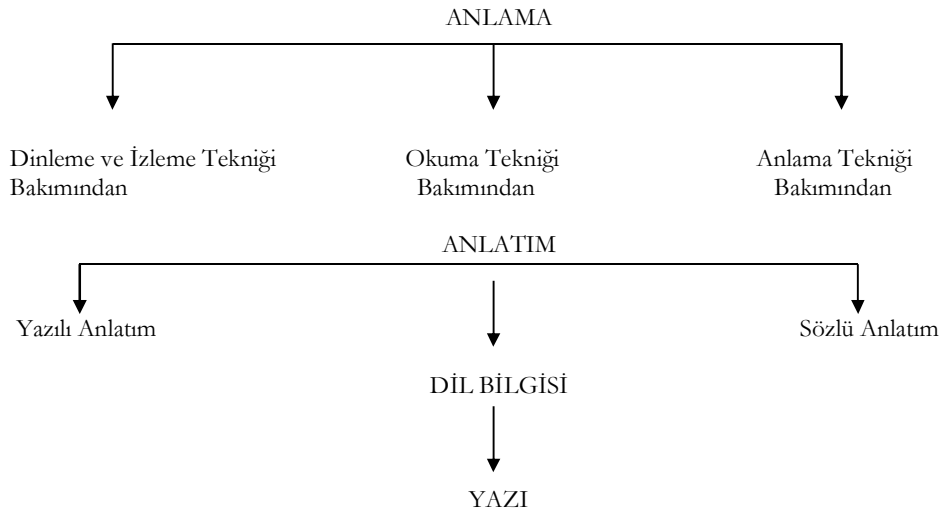 ANLAMA
Dinleme ve İzleme Tekniği
Bakımından
Okuma Tekniği
Bakımından
Anlama Tekniği
Bakımından
ANLATIM
Yazılı Anlatım
Sözlü Anlatım
DİL BİLGİSİ
YAZI